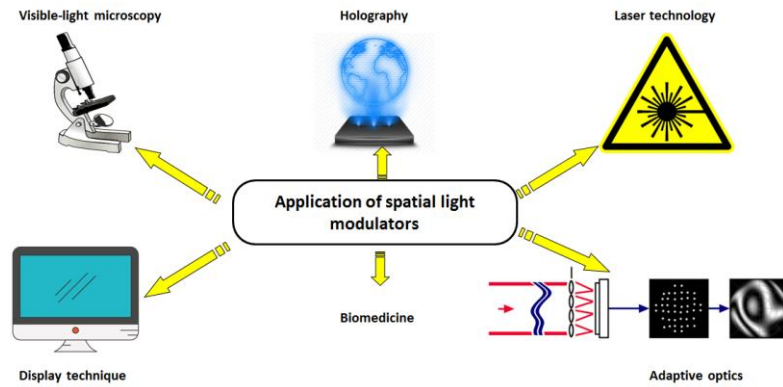 Visible-light microscopy
Holography
Laser technology
Application of spatial light
modulators
Biomedicine
Display technique
Adaptive optics